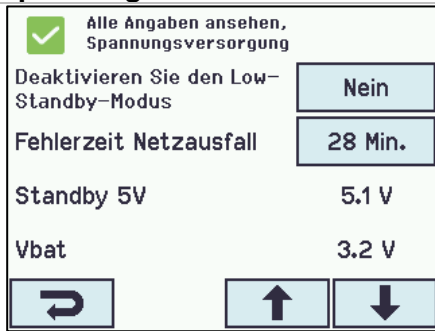 Alle Angaben ansehen,
Spannungsversorgung
Deaktivieren Sie den Low-
Standby-Modus
Nein
Fehlerzeit Netzausfall
28 Min.
Standby 5V
5.1 V
Vbat
3.2 V